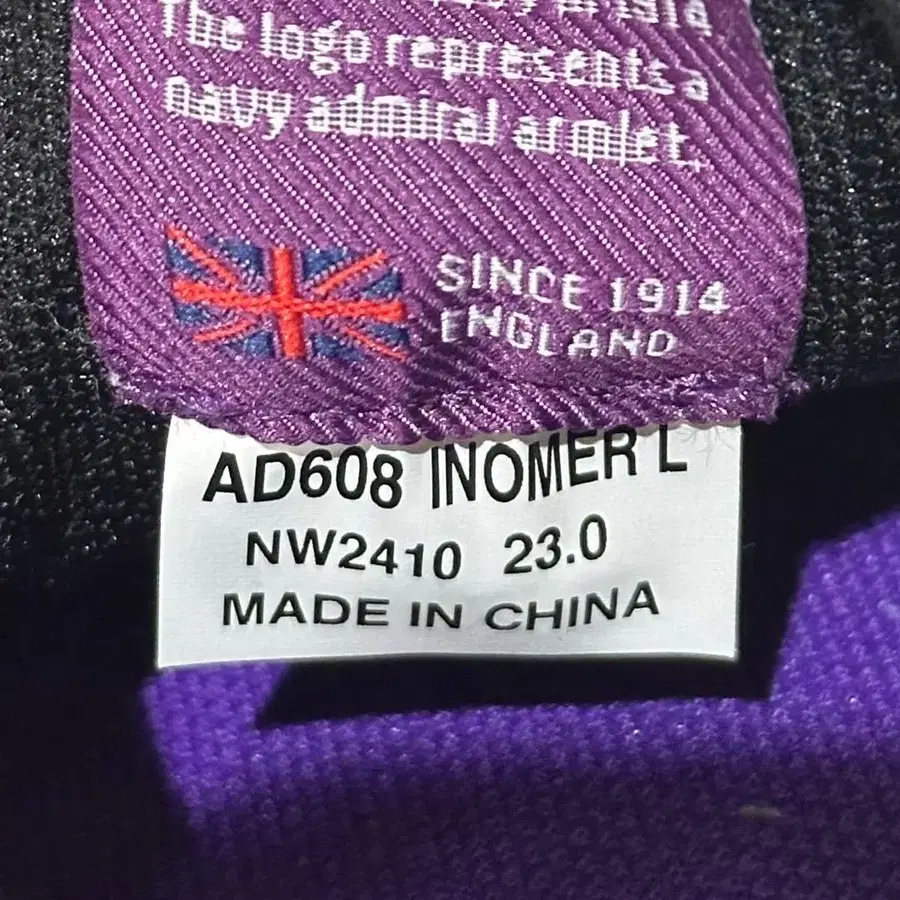 The logo represents a
navy admiral armlet.
SINCE 1914
ENGLAND
AD608 INOMER L
NW2410 23.0
MADE IN CHINA